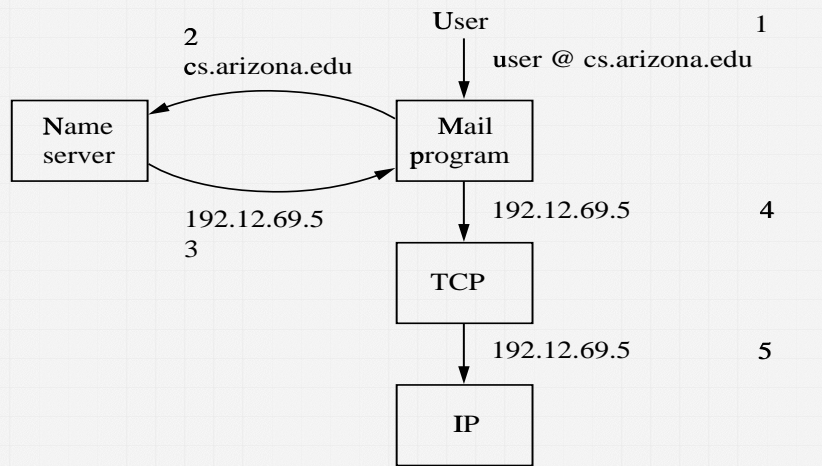 User
1
2
cs.arizona.edu
user @ cs.arizona.edu
Name
server
Mail
program
192.12.69.5
3
192.12.69.5
4
TCP
192.12.69.5
5
IP